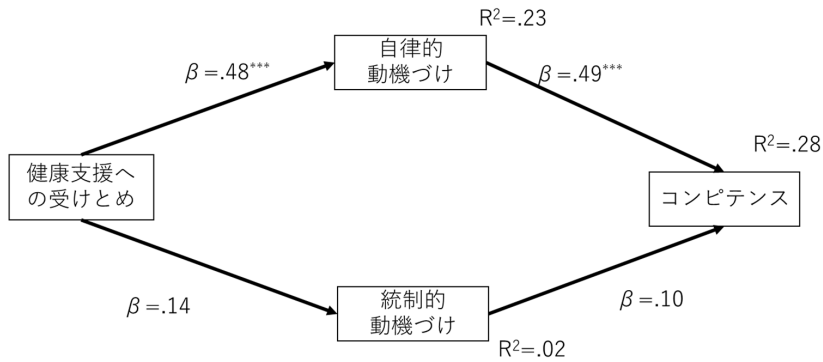 R²=.23
自律的
動機づけ
β=.48***
β=.49***
R²=.28
健康支援へ
の受けとめ
コンピテンス
β=.14
統制的
動機づけ
β=.10
R²=.02